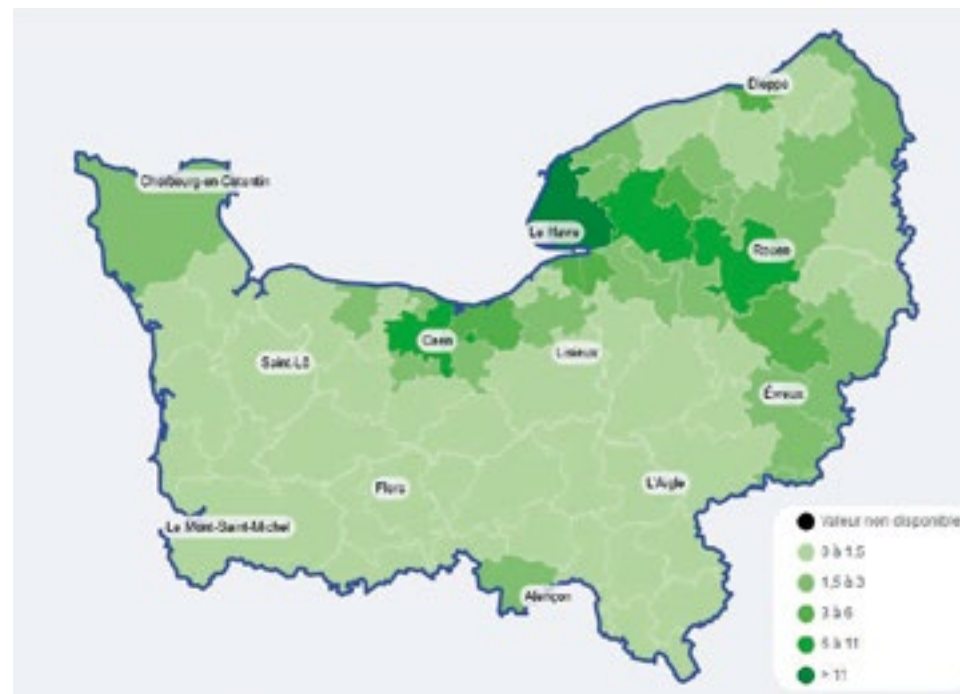 Dieppe
Cherbourg-en-Cotentin
Le Havre
Rouen
Caen
Saint-Lô
Lisieux
Évreux
Flers
L'Aigle
Le Mont-Saint-Michel
Alençon
Valeur non disponible
0 à 1.5
1,5 à 3
3 à 6
6 à 11
> 11